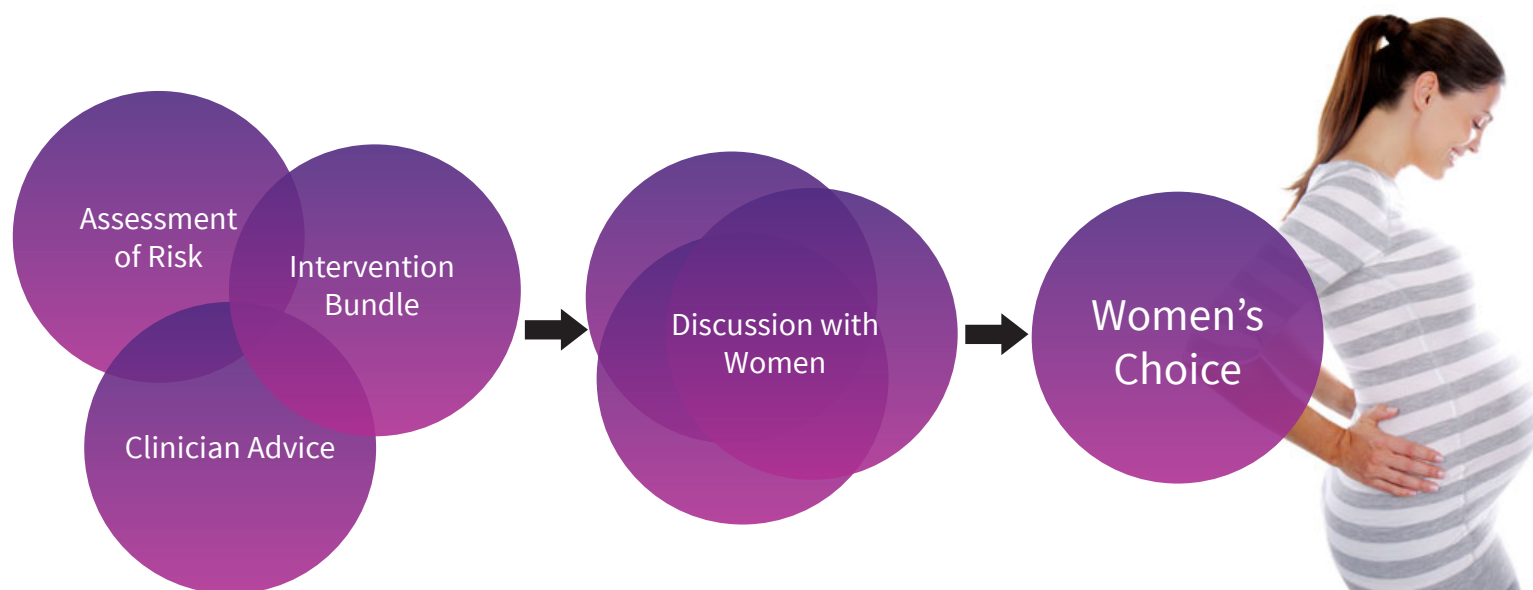 Assessment
of Risk
Intervention
Bundle
Clinician Advice
Discussion with
Women
Women’s
Choice